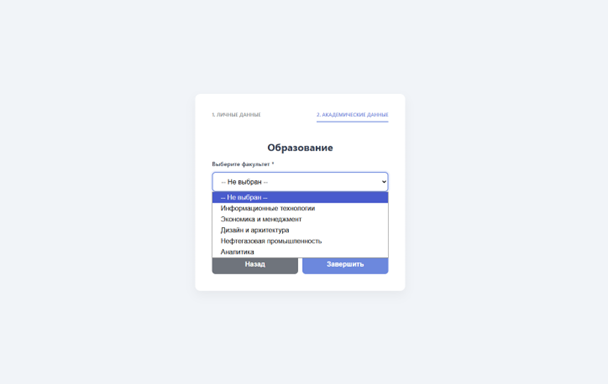 1. ЛИЧНЫЕ ДАННЫЕ
2. АКАДЕМИЧЕСКИЕ ДАННЫЕ
Образование
Выберите факультет *
-- Не выбран --
-- Не выбран --
Информационные технологии
Экономика и менеджмент
Дизайн и архитектура
Нефтегазовая промышленность
Аналитика
Назад
Завершить